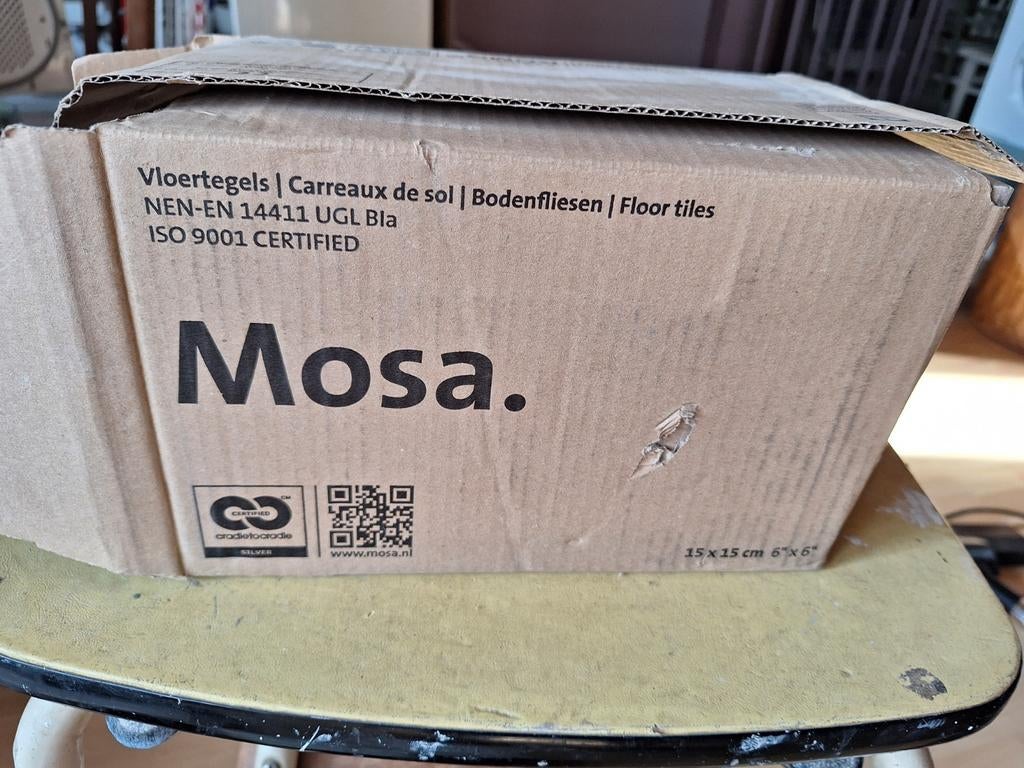 Vloertegels | Carreaux de sol | Bodenfliesen | Floor tiles
NEN-EN 14411 UGL BIa
ISO 9001 CERTIFIED
Mosa.
CM
CERTIFIED
cradletocradle
SILVER
www.mosa.nl
15 x 15 cm 6" x 6"